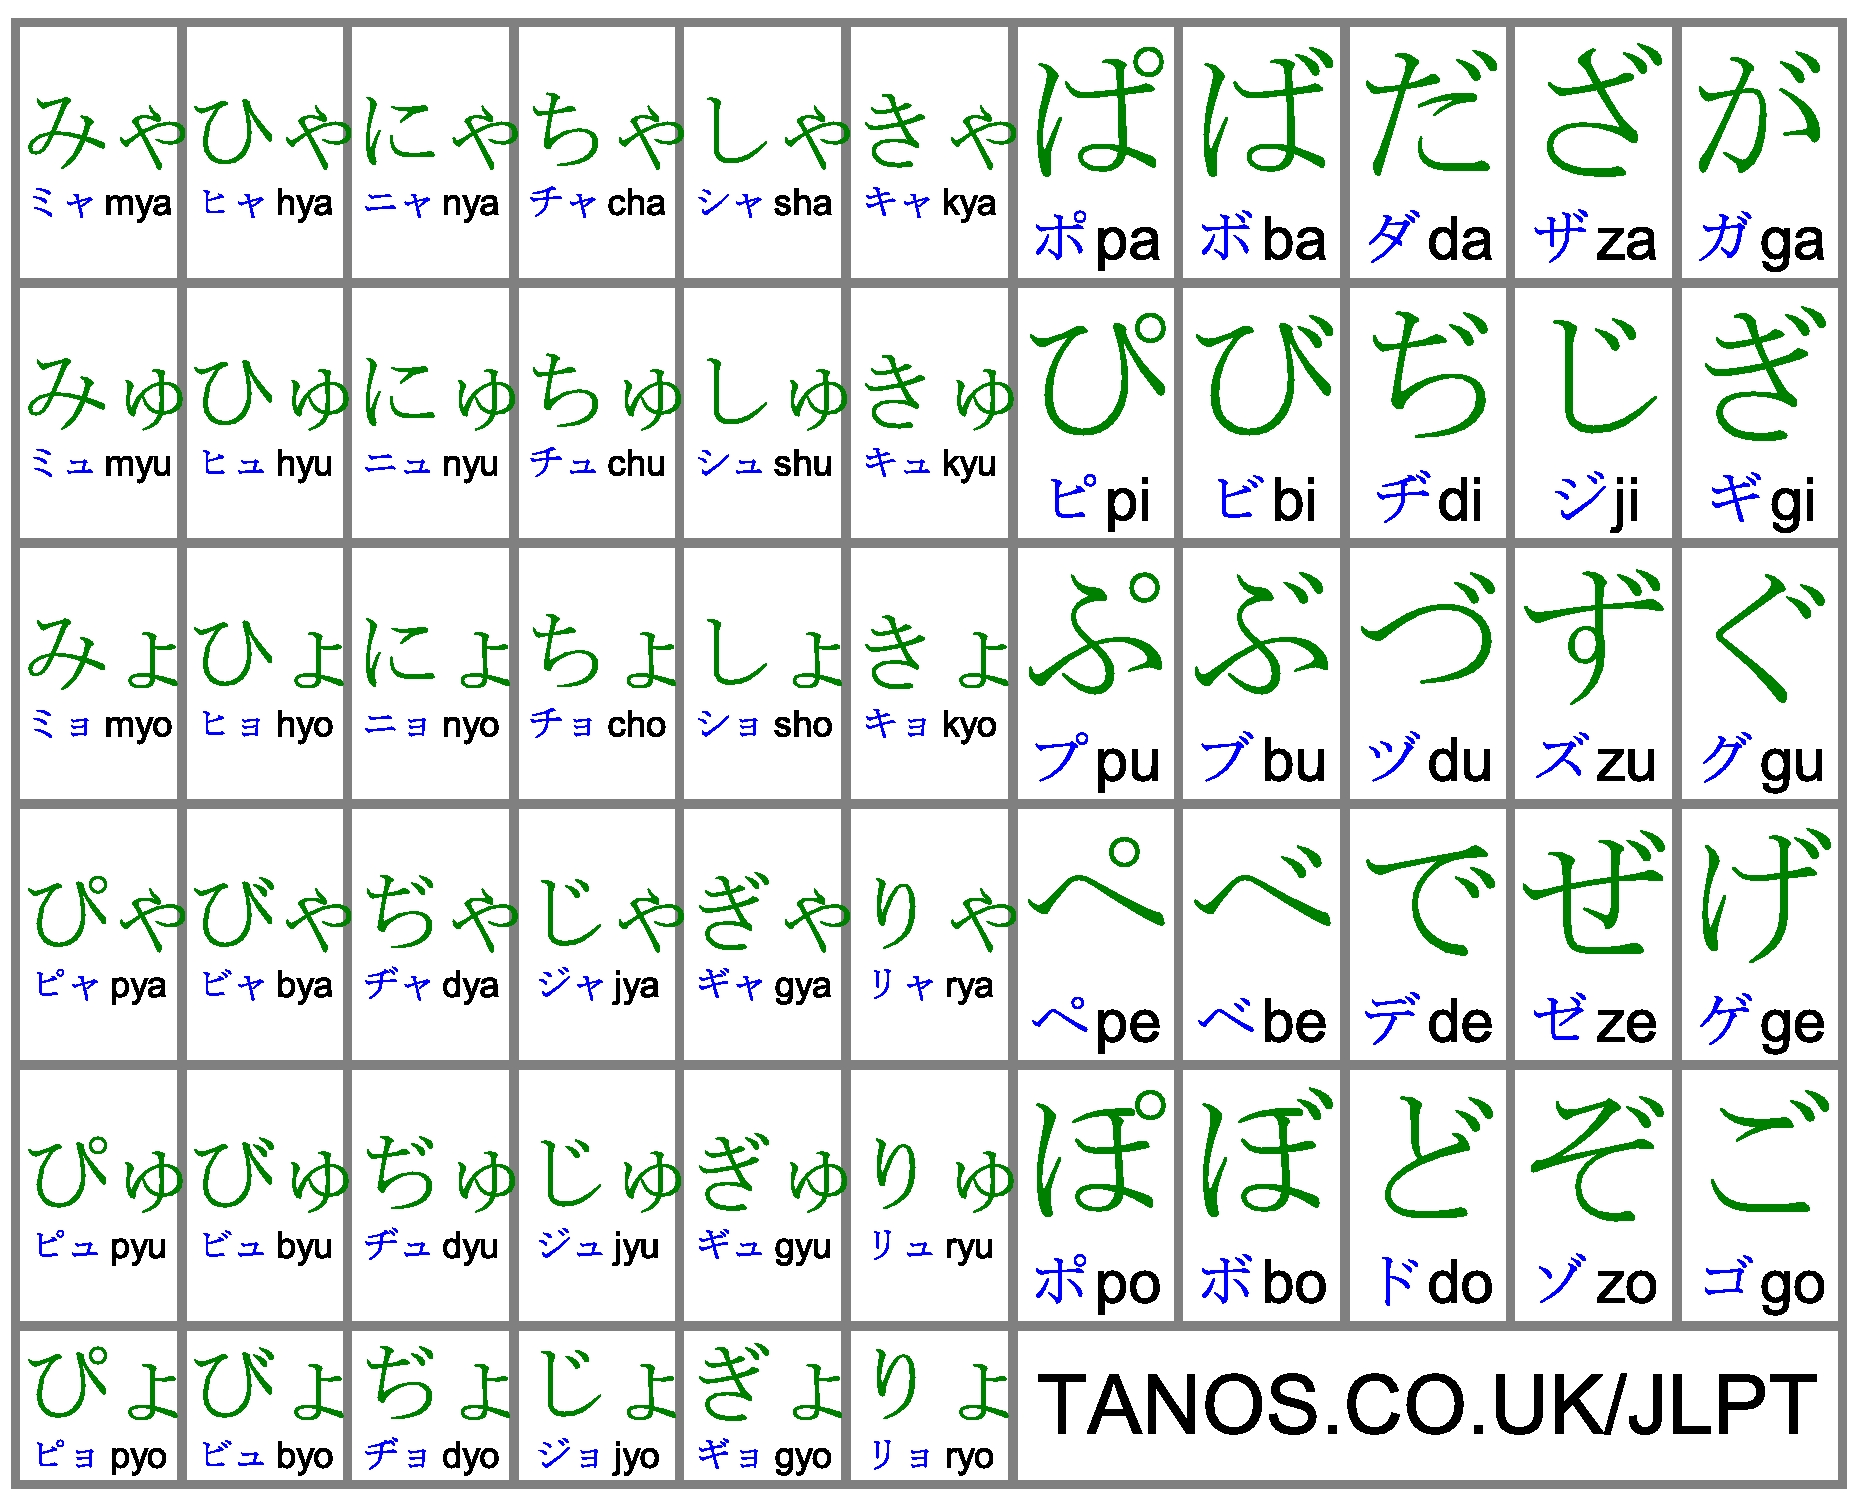 みゃ ひゃ にゃ ちゃ しゃ きゃ ぱ ば だ ざ が
ミャ mya ヒャ hya ニャ nya チャ cha シャ sha キャ kya ポ pa ボ ba ダ da ザ za ガ ga
みゅ ひゅ にゅ ちゅ しゅ きゅ ぴ び ぢ じ ぎ
ミュ myu ヒュ hyu ニュ nyu チュ chu シュ shu キュ kyu ピ pi ビ bi ヂ di ジ ji ギ gi
みょ ひょ にょ ちょ しょ きょ ぷ ぶ づ ず ぐ
ミョ myo ヒョ hyo ニョ nyo チョ cho ショ sho キョ kyo プ pu ブ bu ヅ du ズ zu グ gu
ぴゃ びゃ ぢゃ じゃ ぎゃ りゃ ぺ べ で ぜ げ
ピャ pya ビャ bya ヂャ dya ジャ jya ギャ gya リャ rya ペ pe ベ be デ de ゼ ze ゲ ge
ぴゅ びゅ ぢゅ じゅ ぎゅ りゅ ぽ ぼ ど ぞ ご
ピュ pyu ビュ byu ヂュ dyu ジュ jyu ギュ gyu リュ ryu ポ po ボ bo ド do ゾ zo ゴ go
ぴょ びょ ぢょ じょ ぎょ りょ
ピョ pyo ビュ byo ヂョ dyo ジョ jyo ギョ gyo リョ ryo
TANOS.CO.UK/JLPT